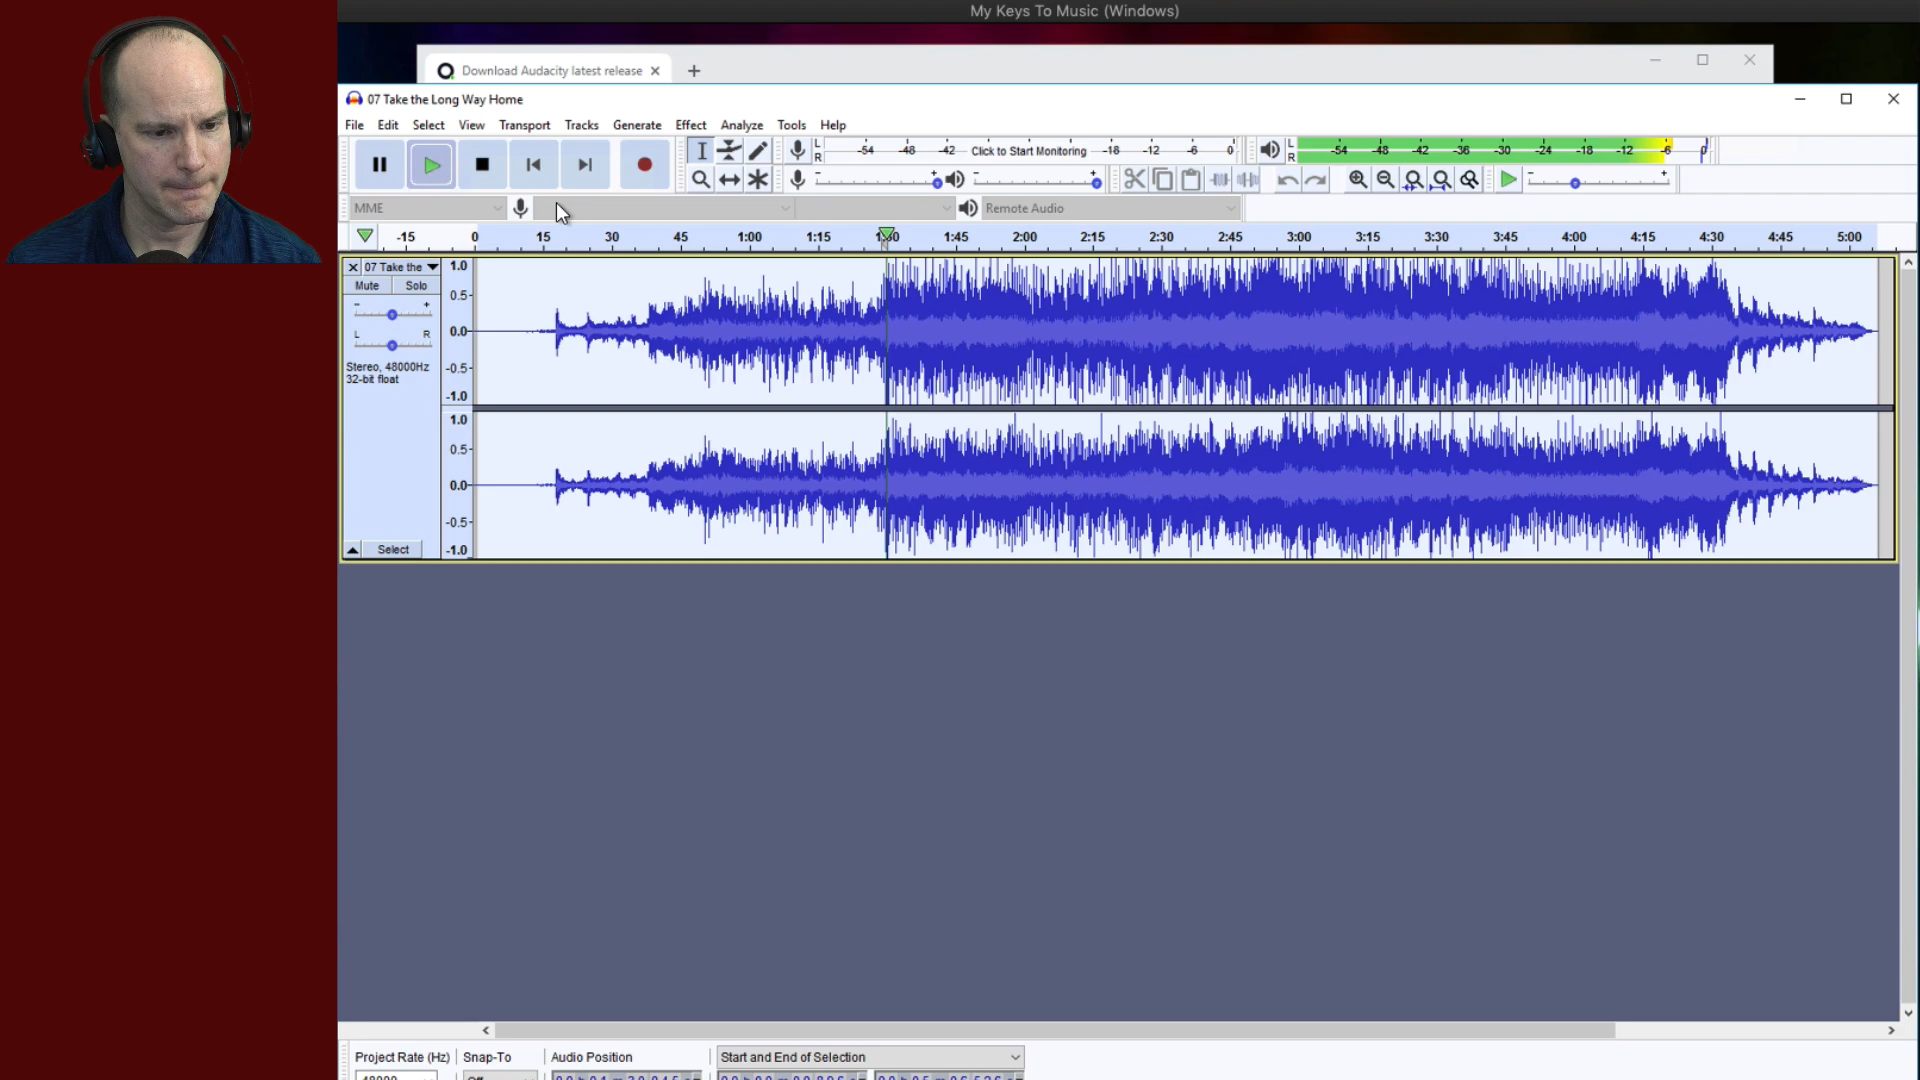 My Keys To Music (Windows)
Download Audacity latest release
07 Take the Long Way Home
File Edit Select View Transport Tracks Generate Effect Analyze Tools Help
L R -54 -48 -42 Click to Start Monitoring -18 -12 -6 0 L R -54 -48 -42 -36 -30 -24 -18 -12 -6 0
MME Remote Audio
-15 0 15 30 45 1:00 1:15 1:30 1:45 2:00 2:15 2:30 2:45 3:00 3:15 3:30 3:45 4:00 4:15 4:30 4:45 5:00
07 Take the 1.0
Mute Solo
0.5
L R 0.0
Stereo, 48000Hz
32-bit float
-0.5
-1.0
1.0
0.5
0.0
-0.5
Select -1.0
Project Rate (Hz) Snap-To Audio Position Start and End of Selection
48000 Off